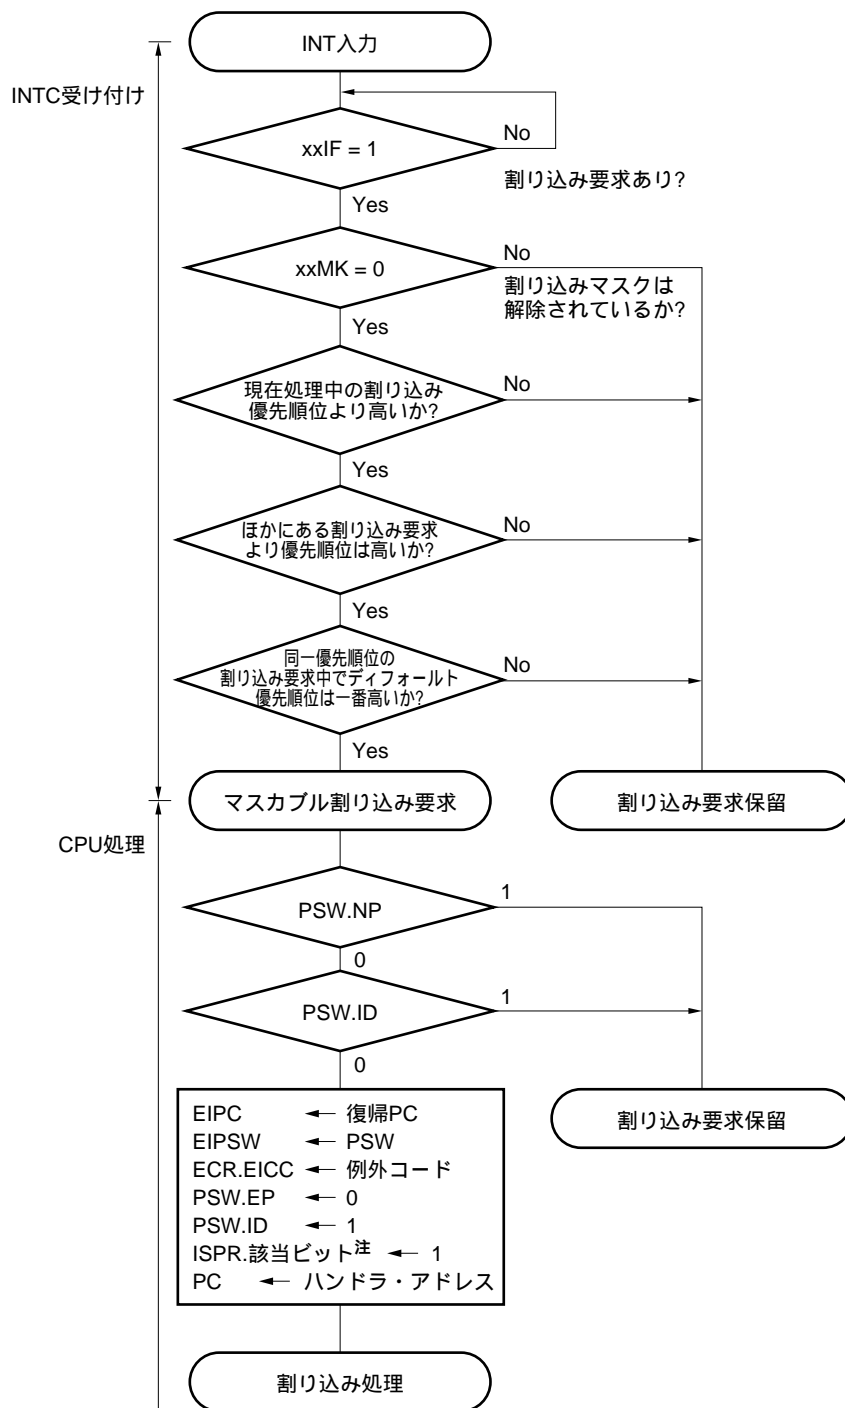 INT入力
INTC受け付け
xxIF = 1
No
割り込み要求あり?
Yes
xxMK = 0
No
割り込みマスクは
解除されているか?
Yes
現在処理中の割り込み
優先順位より高いか?
No
Yes
ほかにある割り込み要求
より優先順位は高いか?
No
Yes
同一優先順位の
割り込み要求中でディフォールト
優先順位は一番高いか?
No
Yes
マスカブル割り込み要求
割り込み要求保留
CPU処理
PSW.NP
1
0
PSW.ID
1
0
EIPC ← 復帰PC
EIPSW ← PSW
ECR.EICC ← 例外コード
PSW.EP ← 0
PSW.ID ← 1
ISPR.該当ビット注 ← 1
PC ← ハンドラ・アドレス
割り込み要求保留
割り込み処理